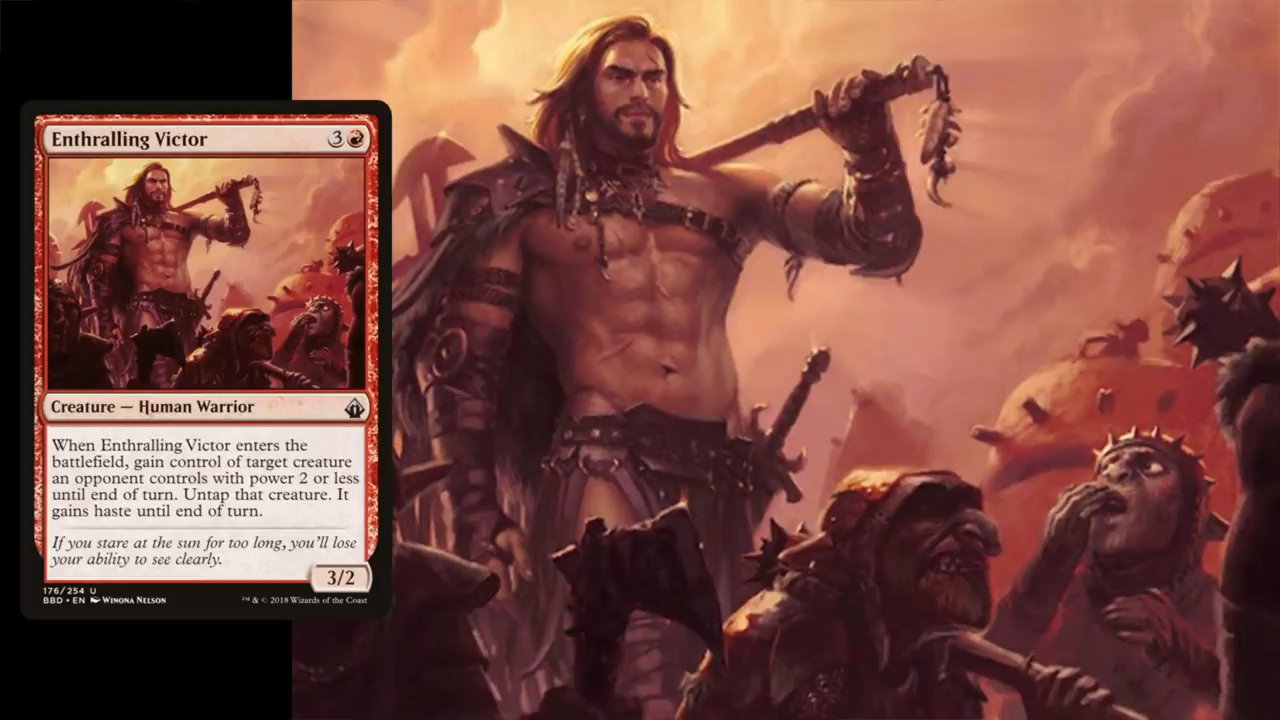 Enthralling Victor 3
Creature — Human Warrior
When Enthralling Victor enters the
battlefield, gain control of target creature
an opponent controls with power 2 or less
until end of turn. Untap that creature. It
gains haste until end of turn.
If you stare at the sun for too long, you'll lose
your ability to see clearly.
3/2
176/254 U
BBD • EN Winona Nelson ™ & © 2018 Wizards of the Coast